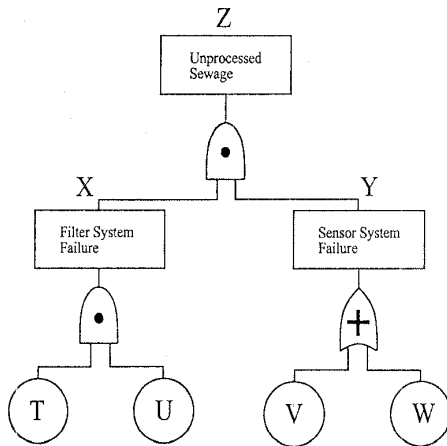 Z
Unprocessed
Sewage
X
Y
Filter System
Failure
Sensor System
Failure
T
U
V
W